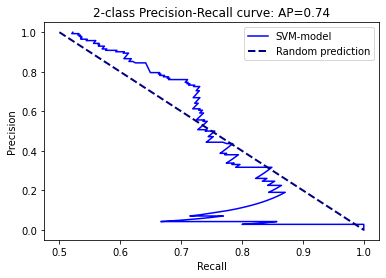 2-class Precision-Recall curve: AP=0.74
SVM-model
Random prediction
Precision
1.0
0.8
0.6
0.4
0.2
0.0
0.5 0.6 0.7 0.8 0.9 1.0
Recall